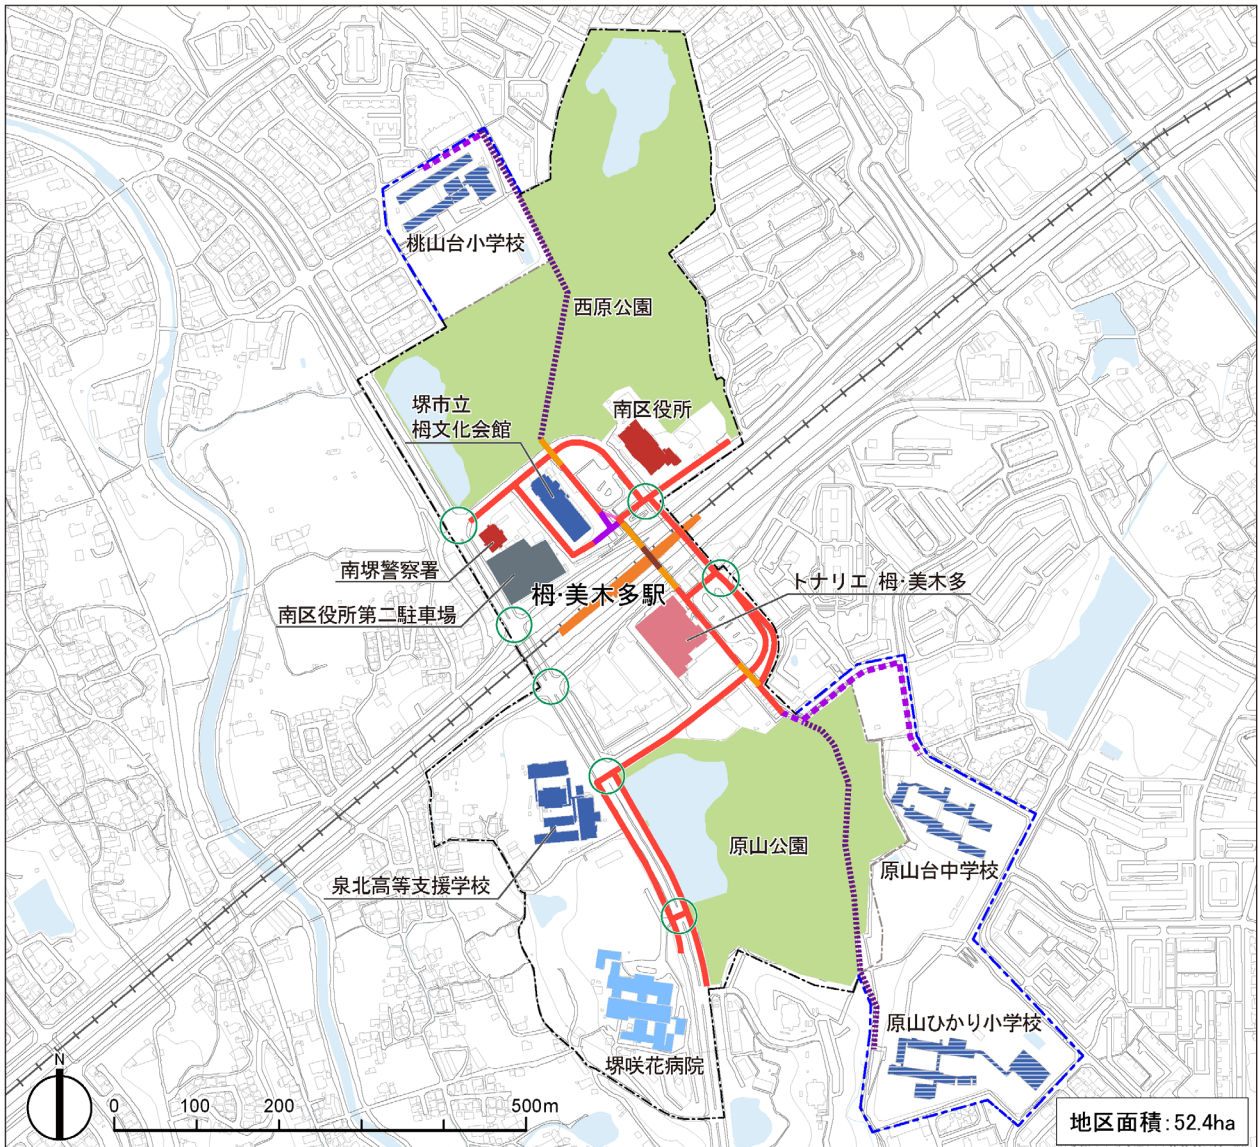 桃山台小学校
西原公園
堺市立
栂文化会館
南区役所
南堺警察署
南区役所第二駐車場
栂･美木多駅
トナリエ 栂･美木多
原山公園
原山台中学校
泉北高等支援学校
原山ひかり小学校
堺咲花病院
N
0 100 200 500m
地区面積:52.4ha